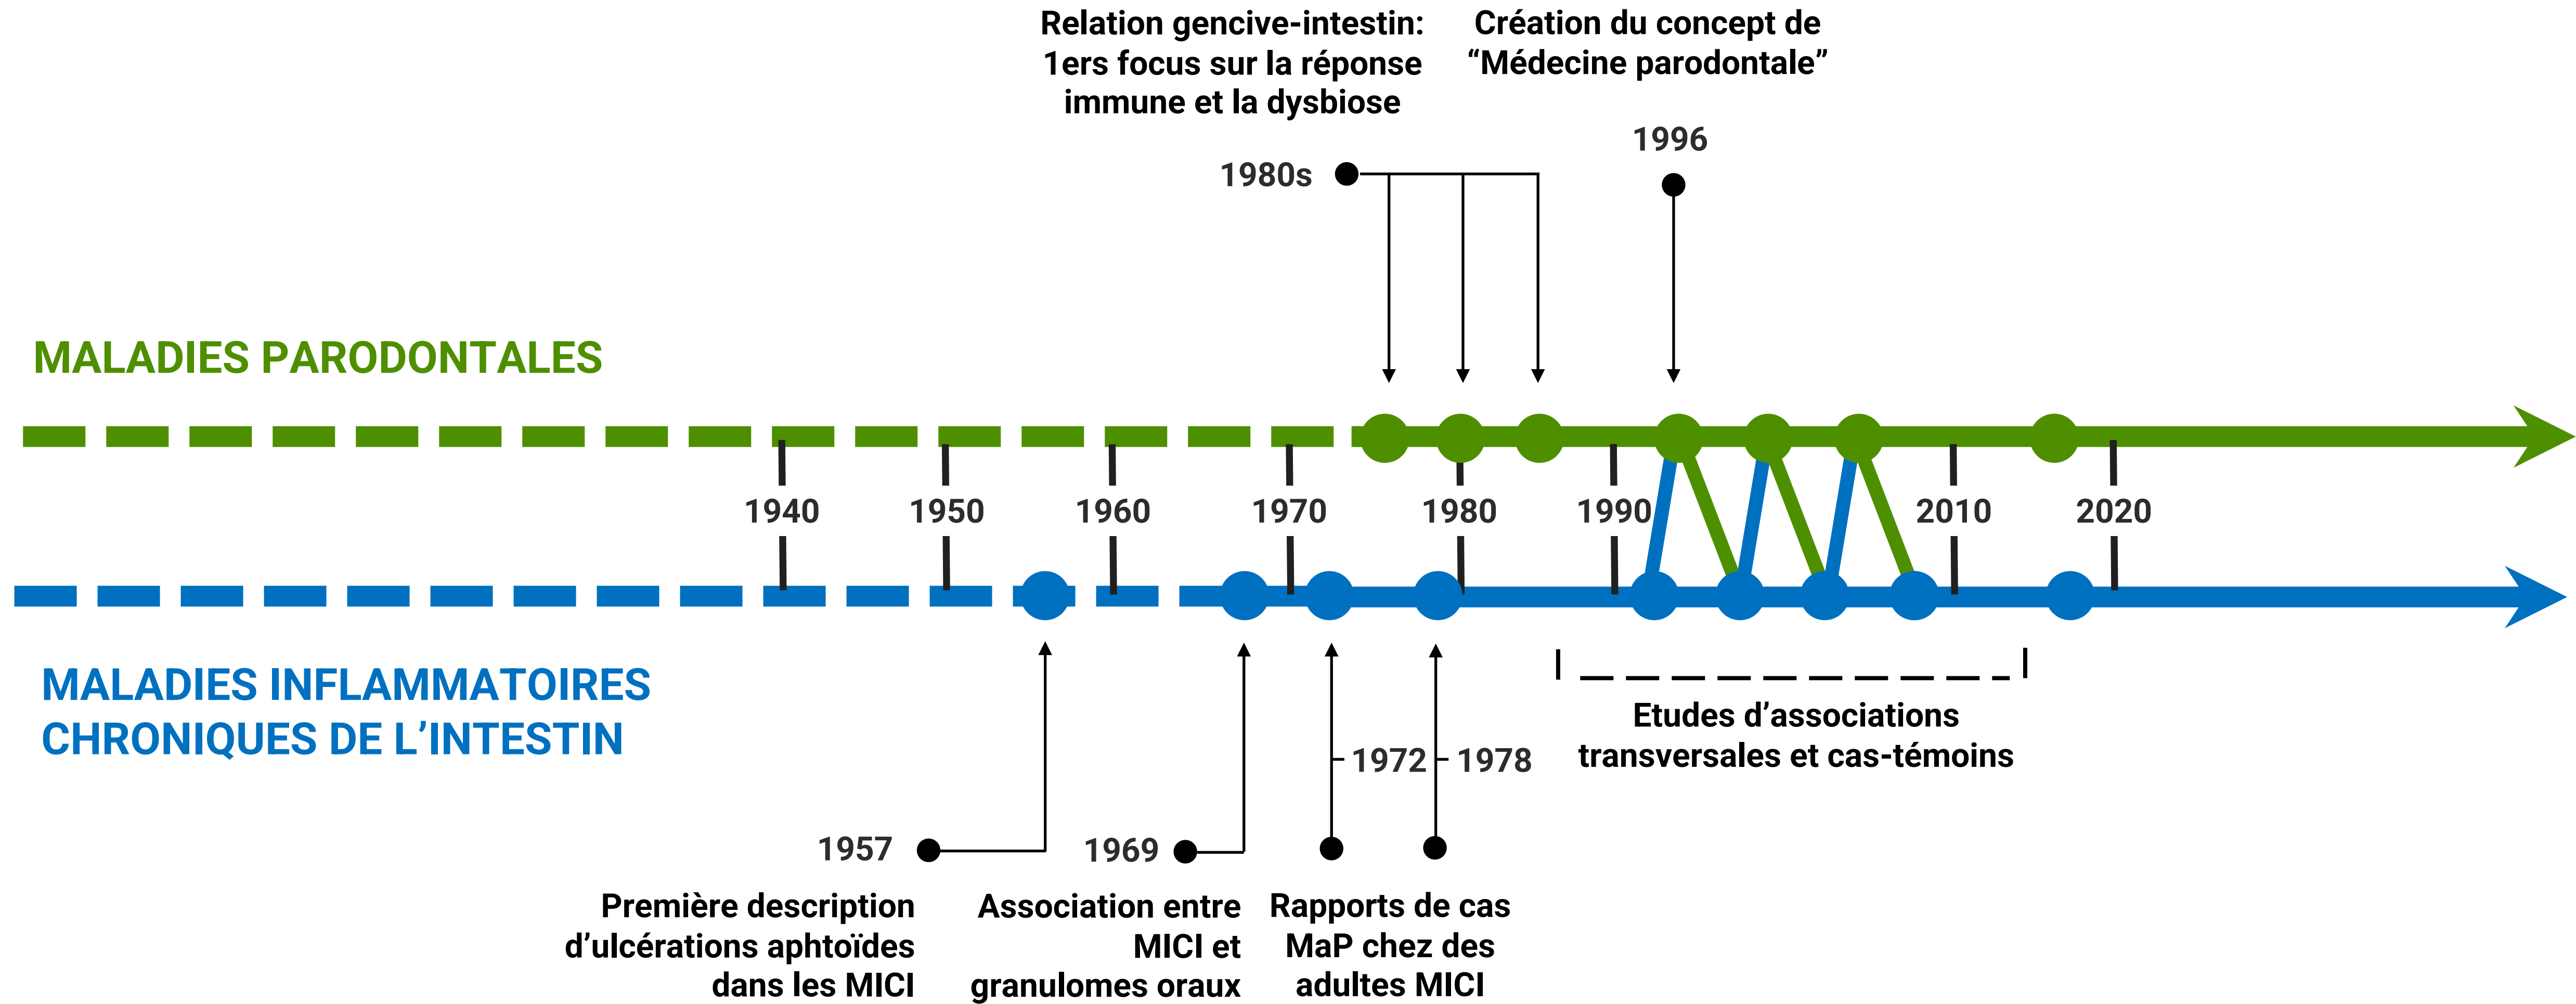 Relation gencive-intestin:
1ers focus sur la réponse
immune et la dysbiose
Création du concept de
“Médecine parodontale”
1980s
1996
MALADIES PARODONTALES
1940
1950
1960
1970
1980
1990
2010
2020
MALADIES INFLAMMATOIRES
CHRONIQUES DE L’INTESTIN
Etudes d’associations
transversales et cas-témoins
1972
1978
1957
1969
Première description
d’ulcérations aphtoïdes
dans les MICI
Association entre
MICI et
granulomes oraux
Rapports de cas
MaP chez des
adultes MICI